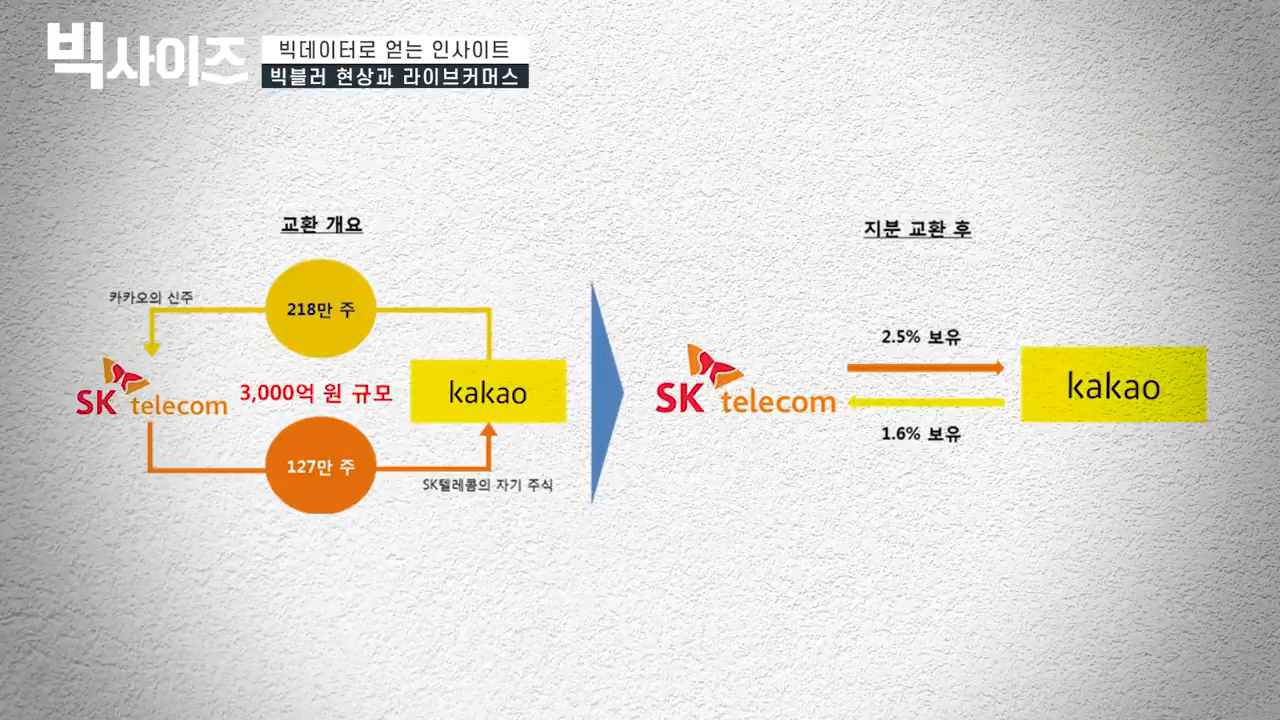 빅사이즈
빅데이터로 얻는 인사이트
빅블러 현상과 라이브커머스
교환 개요
카카오의 신주
218만 주
SK telecom
3,000억 원 규모
kakao
127만 주
SK텔레콤의 자기 주식
지분 교환 후
2.5% 보유
SK telecom
kakao
1.6% 보유